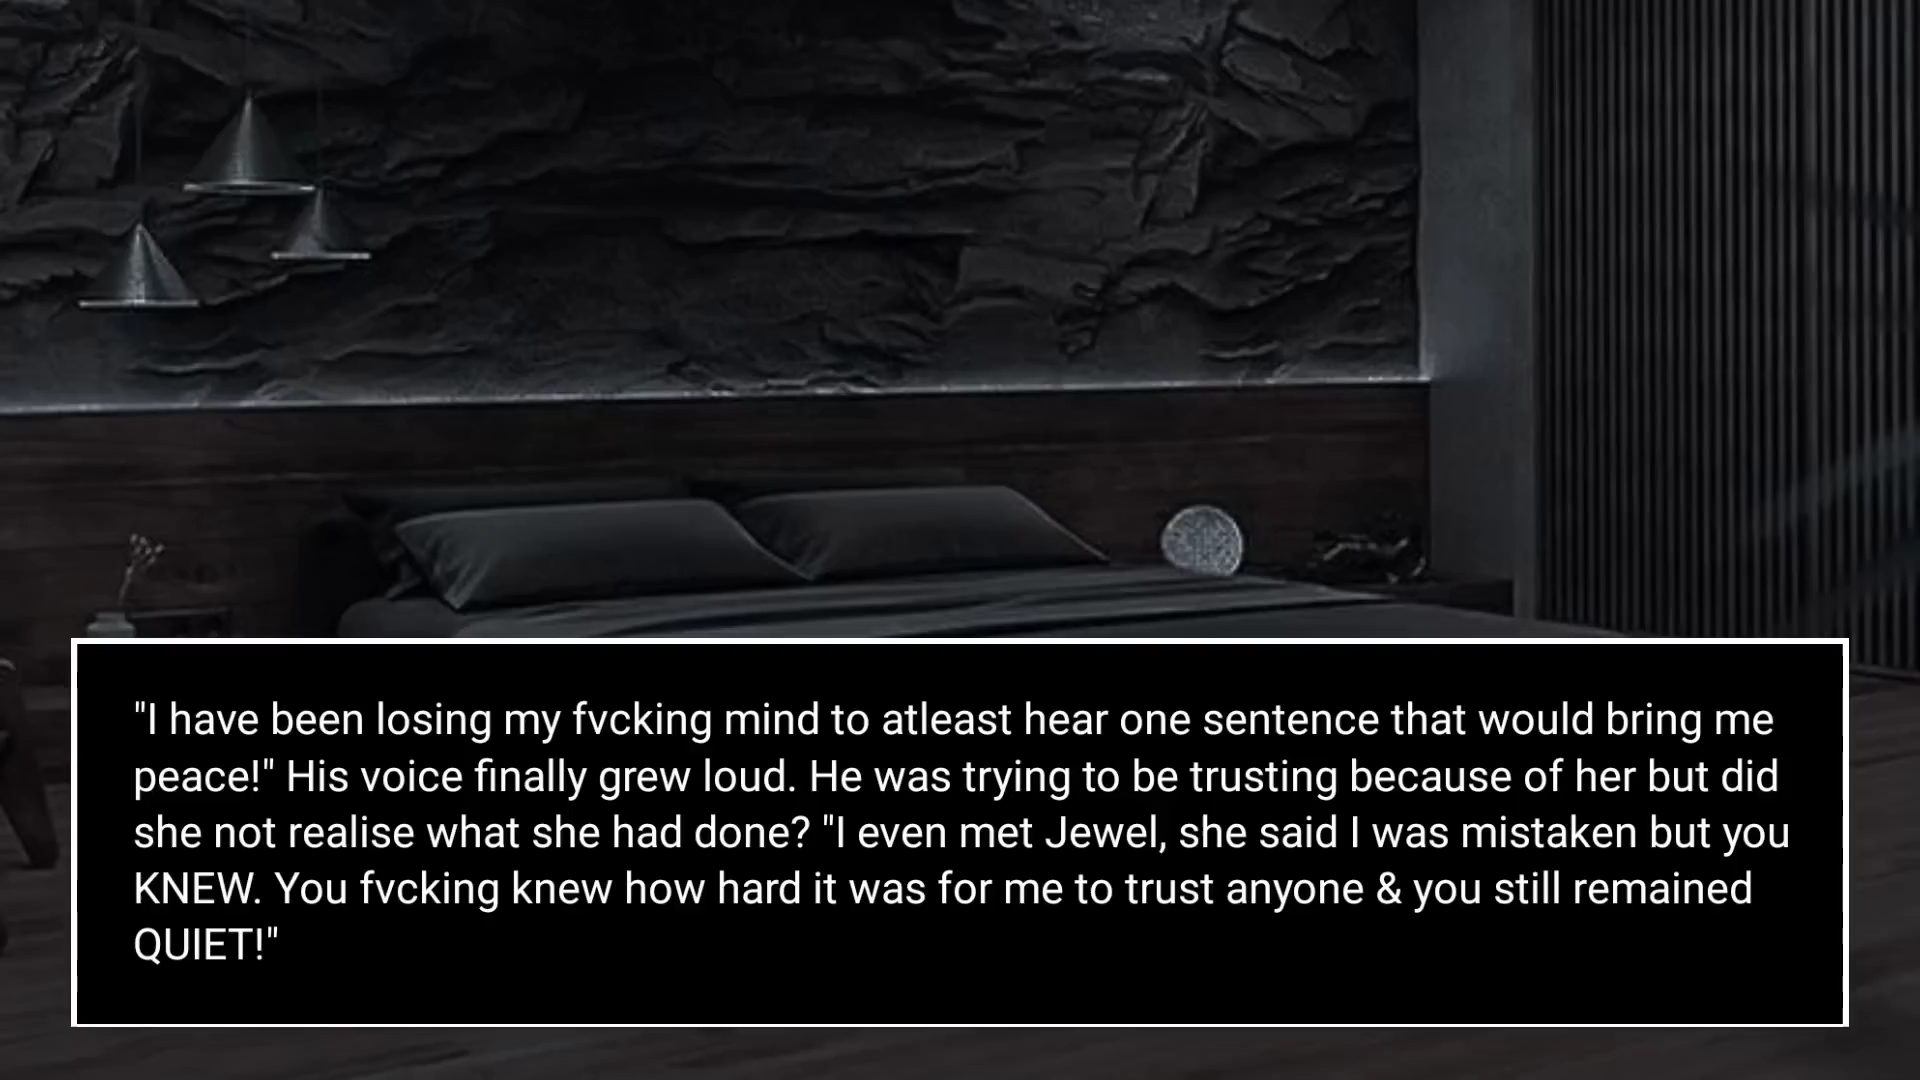 "I have been losing my fvcking mind to atleast hear one sentence that would bring me
peace!" His voice finally grew loud. He was trying to be trusting because of her but did
she not realise what she had done? "I even met Jewel, she said I was mistaken but you
KNEW. You fvcking knew how hard it was for me to trust anyone & you still remained
QUIET!"